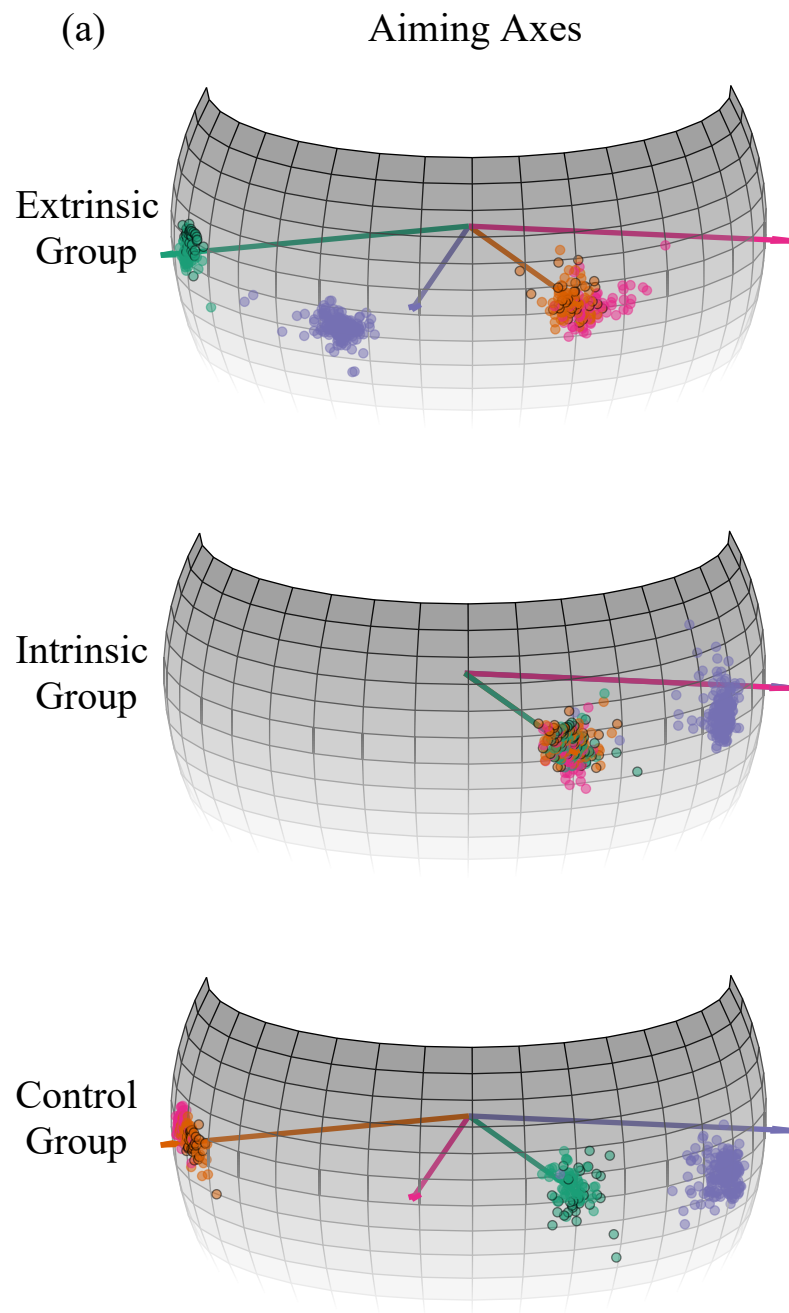 (a) Aiming Axes
Extrinsic
Group
Intrinsic
Group
Control
Group